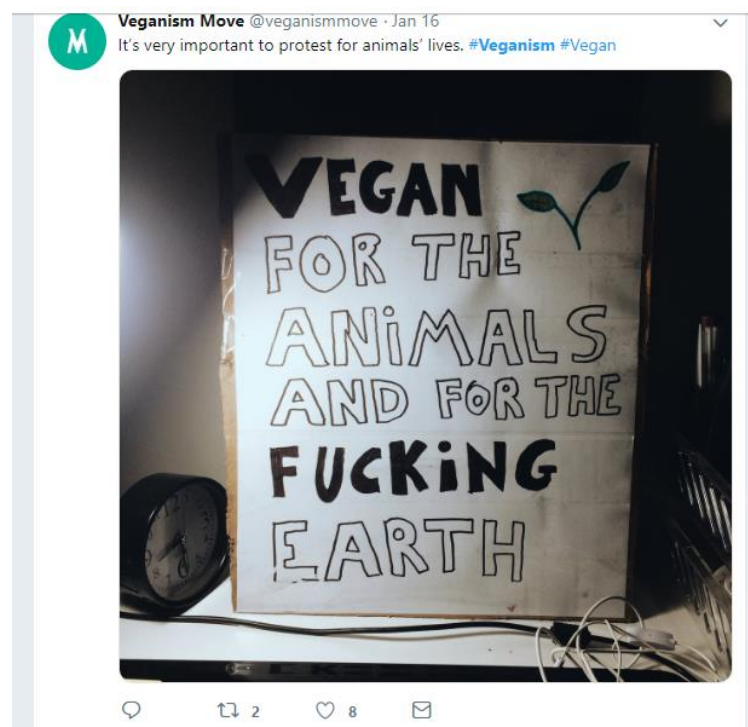 Veganism Move @veganismmove · Jan 16
It's very important to protest for animals' lives. #Veganism #Vegan
VEGAN
FOR THE
ANiMALS
AND FOR THE
FUCKiNG
EARTH
2 8